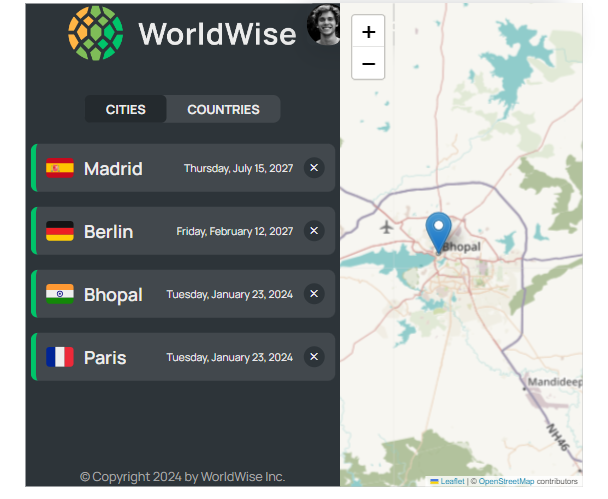 WorldWise
CITIES
COUNTRIES
Madrid
Thursday, July 15, 2027
×
Berlin
Friday, February 12, 2027
×
Bhopal
Tuesday, January 23, 2024
×
Paris
Tuesday, January 23, 2024
×
© Copyright 2024 by WorldWise Inc.
+
−
Bhopal
Mandideep
NH46
Leaflet | © OpenStreetMap contributors